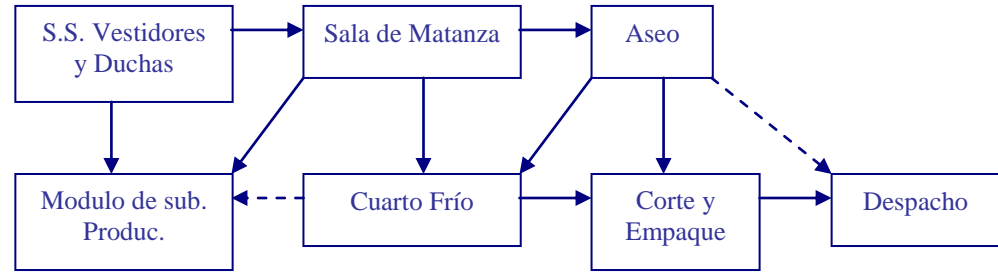 S.S. Vestidores
y Duchas
Sala de Matanza
Aseo
Modulo de sub.
Produc.
Cuarto Frío
Corte y
Empaque
Despacho